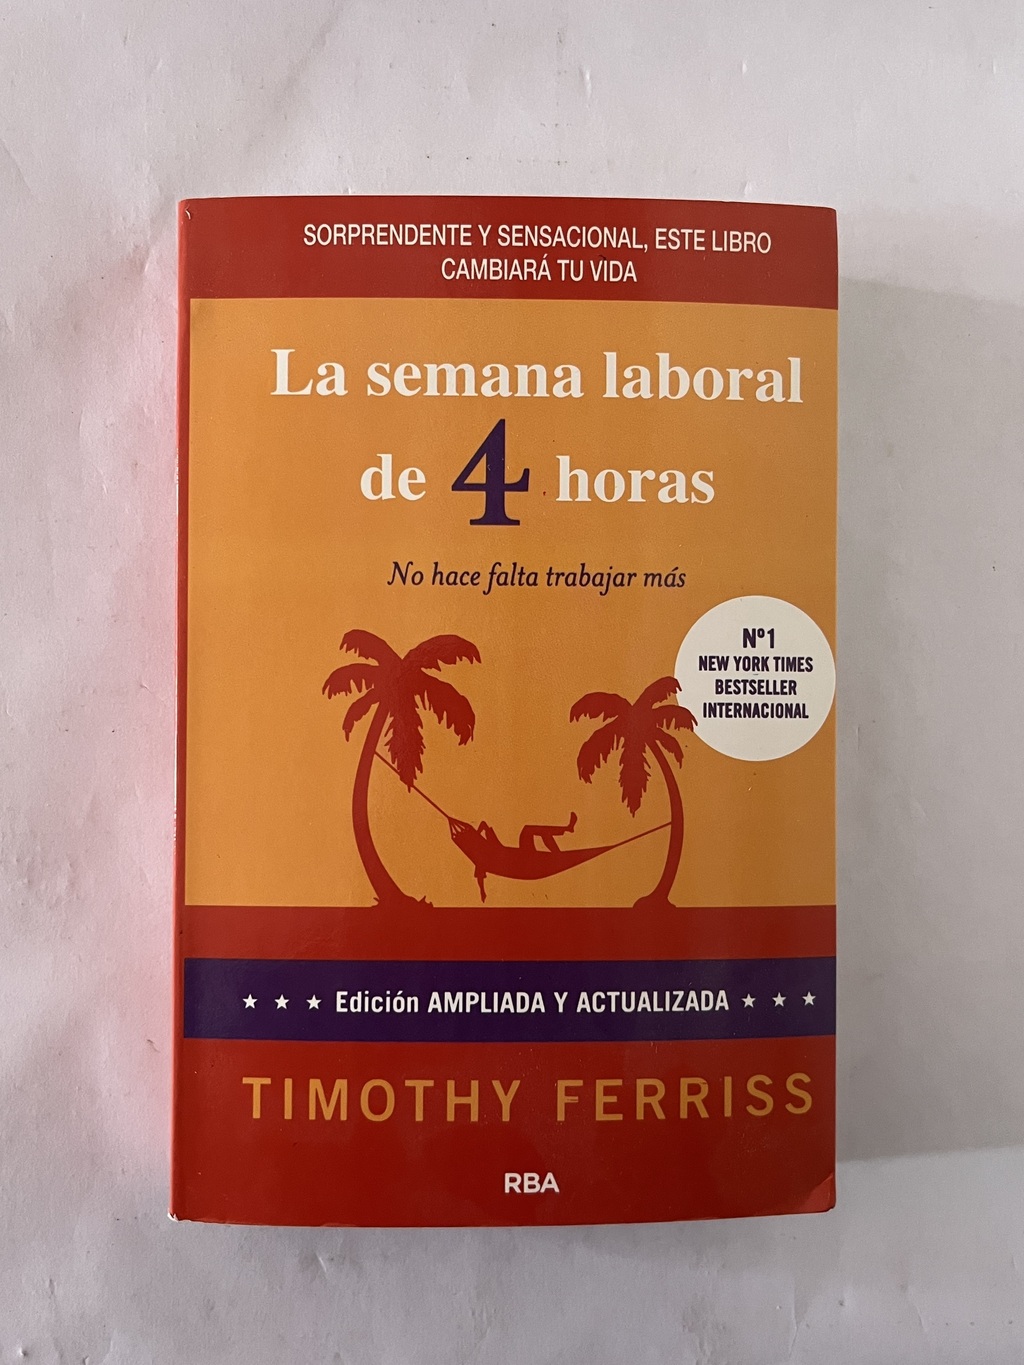 SORPRENDENTE Y SENSACIONAL, ESTE LIBRO
CAMBIARÁ TU VIDA
La semana laboral
de 4 horas
No hace falta trabajar más
Nº1
NEW YORK TIMES
BESTSELLER
INTERNACIONAL
★ ★ ★ Edición AMPLIADA Y ACTUALIZADA ★ ★ ★
TIMOTHY FERRISS
RBA